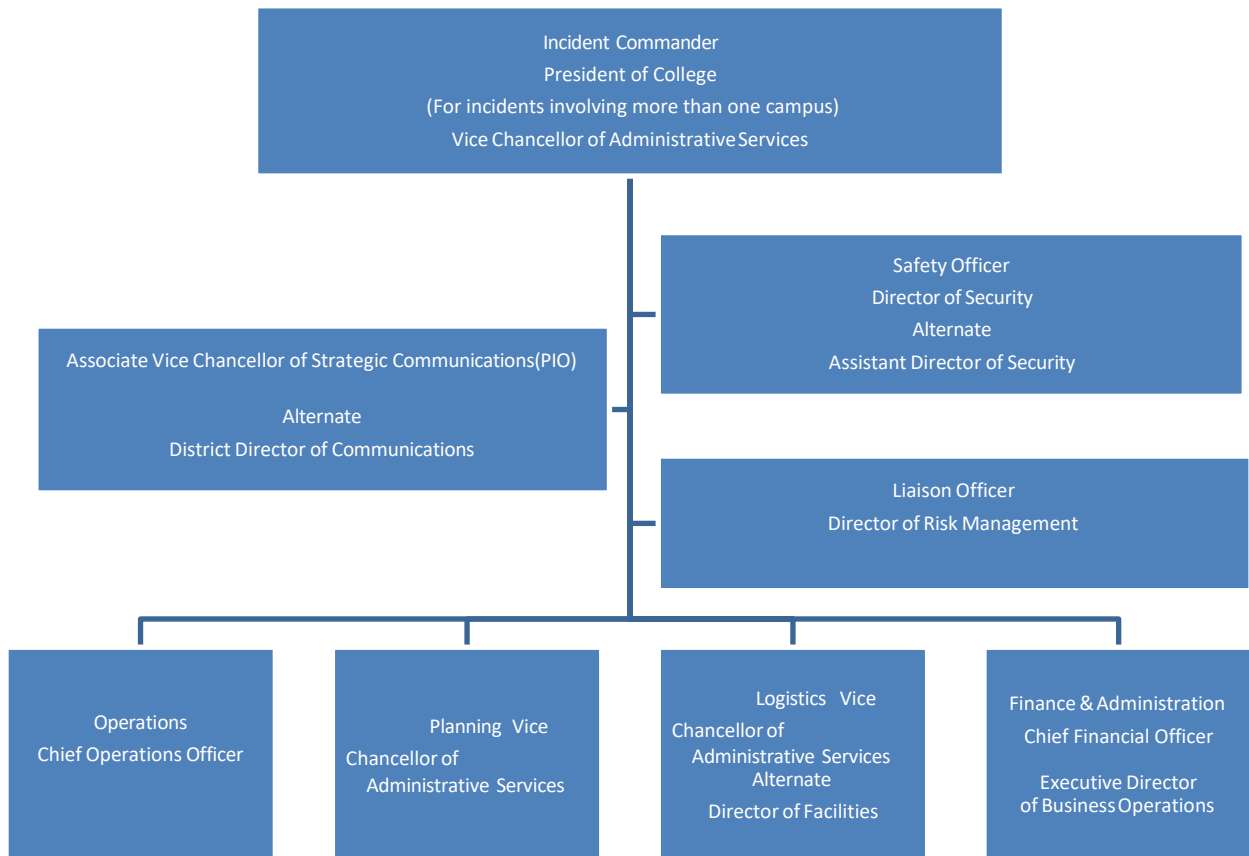 Incident Commander
President of College
(For incidents involving more than one campus)
Vice Chancellor of Administrative Services
Safety Officer
Director of Security
Alternate
Assistant Director of Security
Associate Vice Chancellor of Strategic Communications(PIO)
Alternate
District Director of Communications
Liaison Officer
Director of Risk Management
Operations
Chief Operations Officer
Planning Vice
Chancellor of
Administrative Services
Logistics Vice
Chancellor of
Administrative Services
Alternate
Director of Facilities
Finance & Administration
Chief Financial Officer
Executive Director
of Business Operations